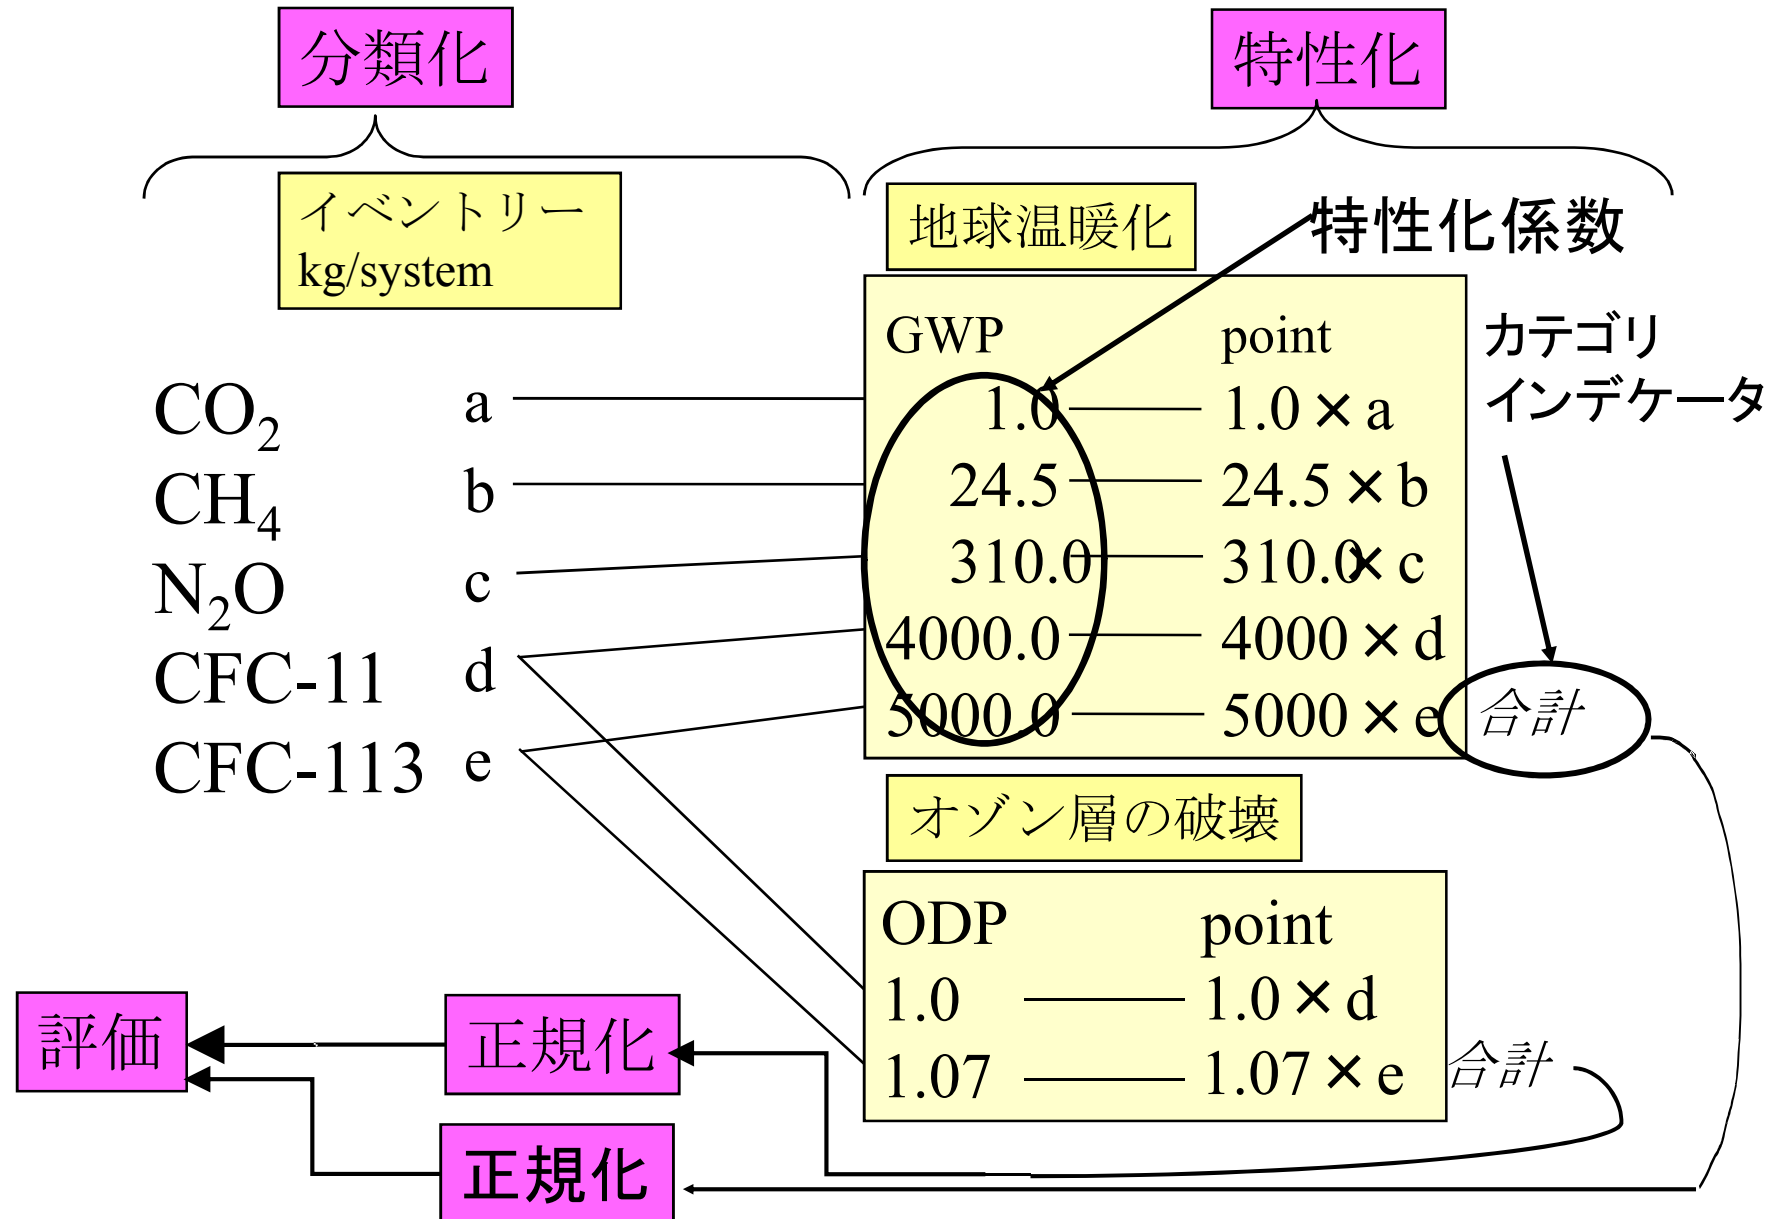 分類化
特性化
イベントリー
kg/system
地球温暖化
特性化係数
カテゴリ
インデケータ
GWP point
CO₂ a 1.0 1.0 × a
CH₄ b 24.5 24.5 × b
N₂O c 310.0 310.0 × c
CFC-11 d 4000.0 4000 × d
CFC-113 e 5000.0 5000 × e 合計
オゾン層の破壊
ODP point
1.0 1.0 × d
1.07 1.07 × e 合計
評価
正規化
正規化